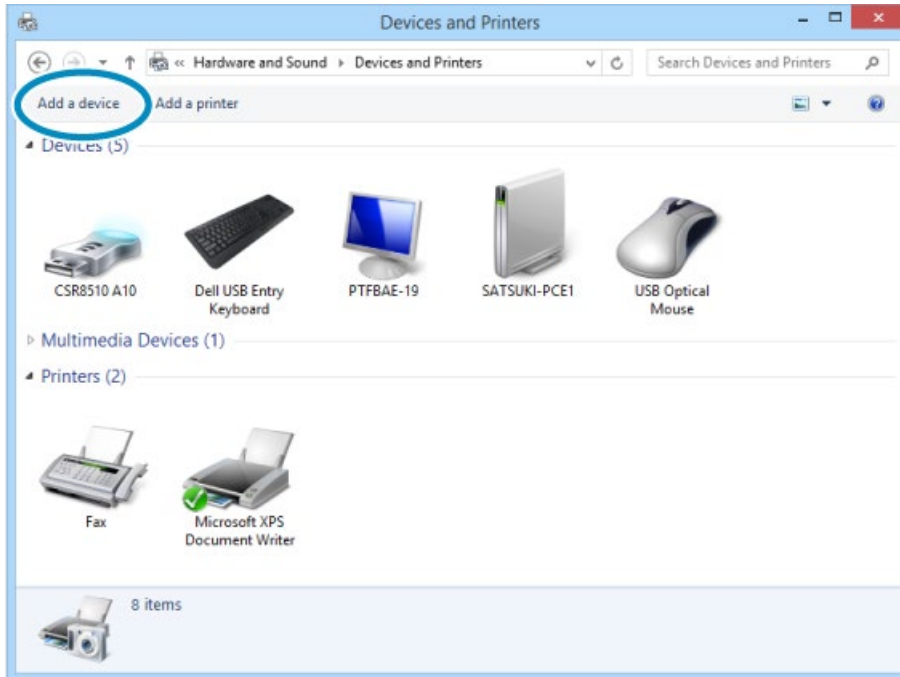 Devices and Printers
« Hardware and Sound Devices and Printers Search Devices and Printers
Add a device Add a printer
Devices (5)
CSR8510 A10
Dell USB Entry
Keyboard
PTFBAE-19
SATSUKI-PCE1
USB Optical
Mouse
Multimedia Devices (1)
Printers (2)
Fax
Microsoft XPS
Document Writer
8 items